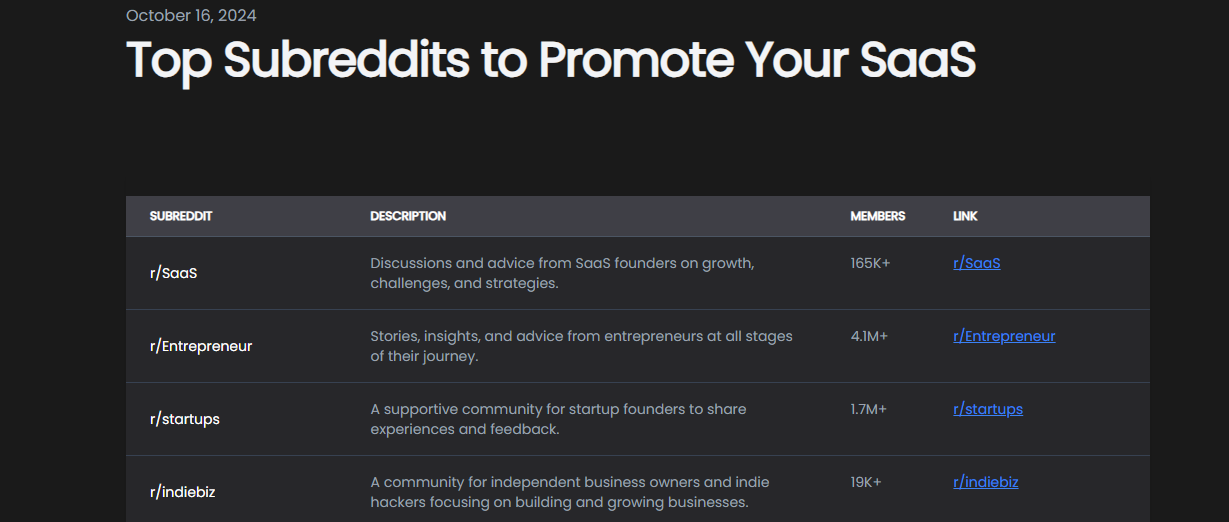 October 16, 2024
Top Subreddits to Promote Your SaaS
SUBREDDIT DESCRIPTION MEMBERS LINK
r/SaaS Discussions and advice from SaaS founders on growth, 165K+ r/SaaS
challenges, and strategies.
r/Entrepreneur Stories, insights, and advice from entrepreneurs at all stages 4.1M+ r/Entrepreneur
of their journey.
r/startups A supportive community for startup founders to share 1.7M+ r/startups
experiences and feedback.
r/indiebiz A community for independent business owners and indie 19K+ r/indiebiz
hackers focusing on building and growing businesses.